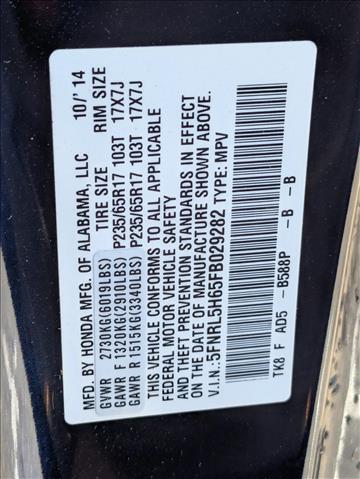 MFD. BY HONDA MFG. OF ALABAMA, LLC 10/'14
GVWR 2730KG(6019LBS) TIRE SIZE RIM SIZE
GAWR F 1320KG(2910LBS) P235/65R17 103T 17X7J
GAWR R 1515KG(3340LBS) P235/65R17 103T 17X7J
THIS VEHICLE CONFORMS TO ALL APPLICABLE
FEDERAL MOTOR VEHICLE SAFETY
AND THEFT PREVENTION STANDARDS IN EFFECT
ON THE DATE OF MANUFACTURE SHOWN ABOVE.
V.I.N.:5FNRL5H65FB029282 TYPE: MPV
TK8 F AD5 -B588P -B -B